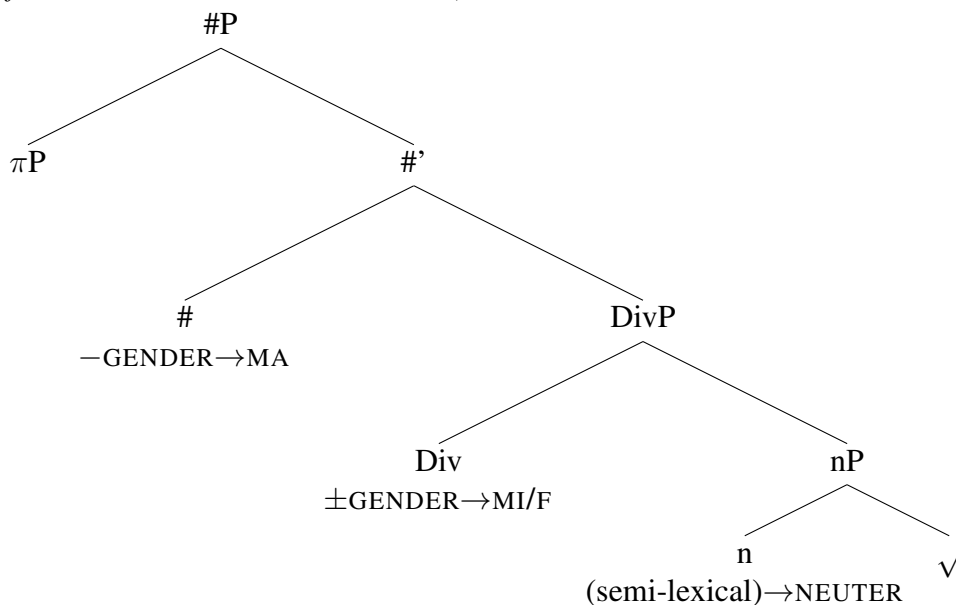 #P
πP
#'
#
DivP
−GENDER→MA
Div
nP
±GENDER→MI/F
n
√
(semi-lexical)→NEUTER